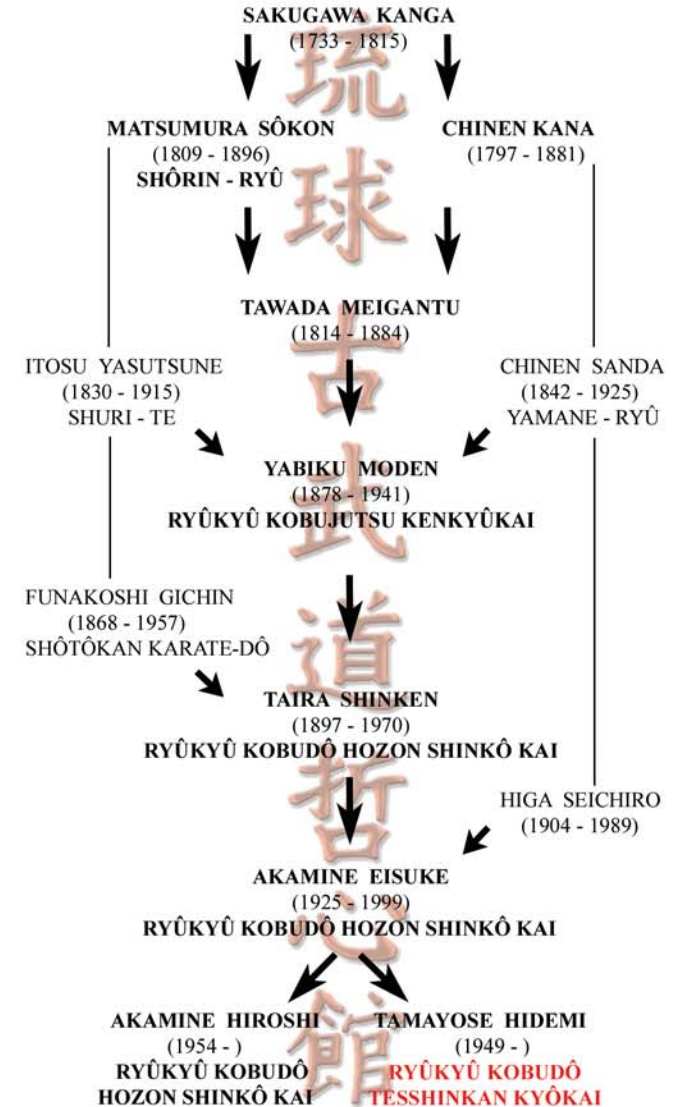 SAKUGAWA KANGA
(1733 - 1815)
MATSUMURA SÔKON
(1809 - 1896)
SHÔRIN - RYÛ
CHINEN KANA
(1797 - 1881)
TAWADA MEIGANTU
(1814 - 1884)
ITOSU YASUTSUNE
(1830 - 1915)
SHURI - TE
CHINEN SANDA
(1842 - 1925)
YAMANE - RYÛ
YABIKU MODEN
(1878 - 1941)
RYÛKYÛ KOBUJUTSU KENKYÛKAI
FUNAKOSHI GICHIN
(1868 - 1957)
SHÔTÔKAN KARATE-DÔ
TAIRA SHINKEN
(1897 - 1970)
RYÛKYÛ KOBUDÔ HOZON SHINKÔ KAI
HIGA SEICHIRO
(1904 - 1989)
AKAMINE EISUKE
(1925 - 1999)
RYÛKYÛ KOBUDÔ HOZON SHINKÔ KAI
AKAMINE HIROSHI
(1954 - )
RYÛKYÛ KOBUDÔ
HOZON SHINKÔ KAI
TAMAYOSE HIDEMI
(1949 - )
RYÛKYÛ KOBUDÔ
TESSHINKAN KYÔKAI
琉球古武道哲心館